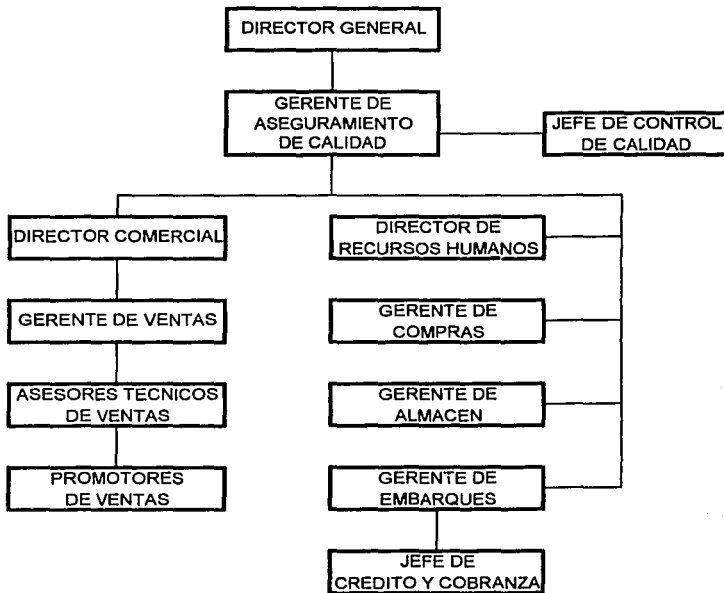 DIRECTOR GENERAL
GERENTE DE
ASEGURAMIENTO
DE CALIDAD
JEFE DE CONTROL
DE CALIDAD
DIRECTOR COMERCIAL
DIRECTOR DE
RECURSOS HUMANOS
GERENTE DE VENTAS
GERENTE DE
COMPRAS
ASESORES TECNICOS
DE VENTAS
GERENTE DE
ALMACEN
PROMOTORES
DE VENTAS
GERENTE DE
EMBARQUES
JEFE DE
CREDITO Y COBRANZA